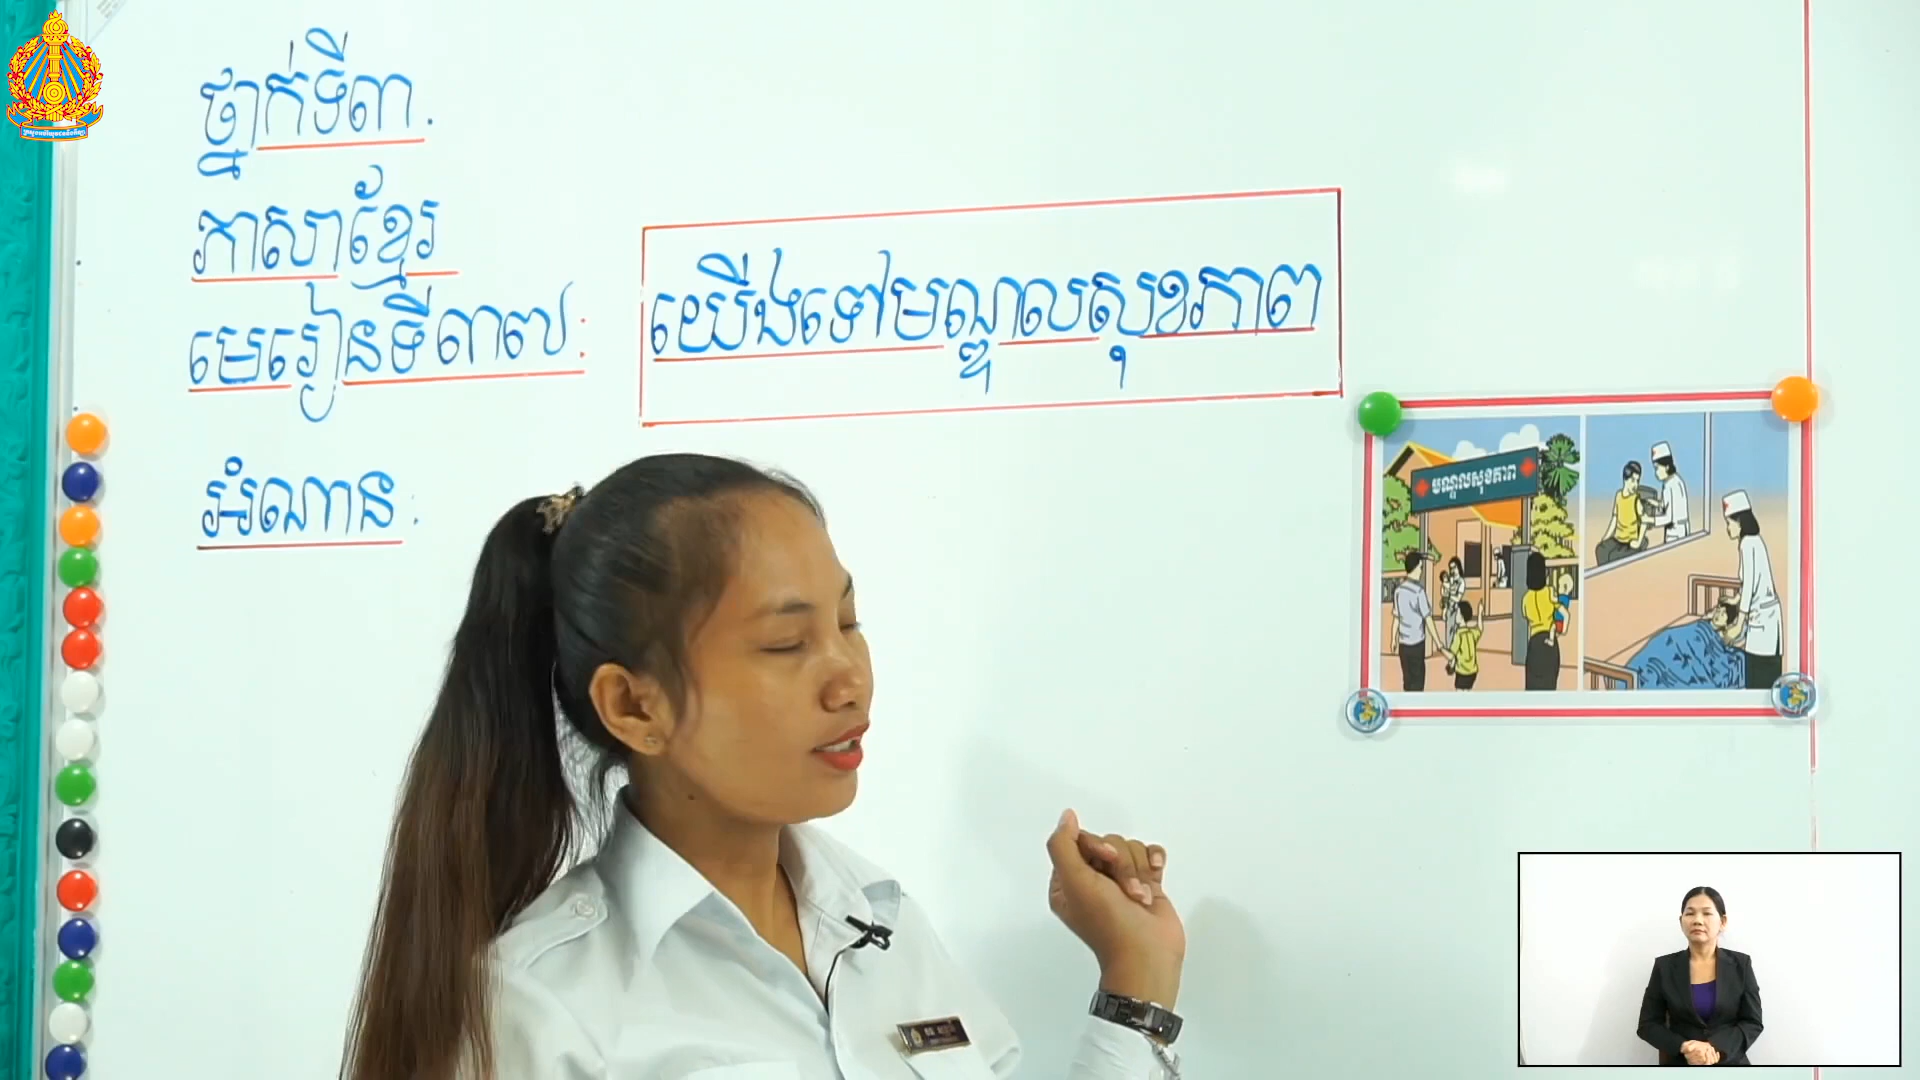 ថ្នាក់ទី៣.
ភាសាខ្មែរ
មេរៀនទី៣៧:
យើងទៅមណ្ឌលសុខភាព
អំណាន:
មណ្ឌលសុខភាព